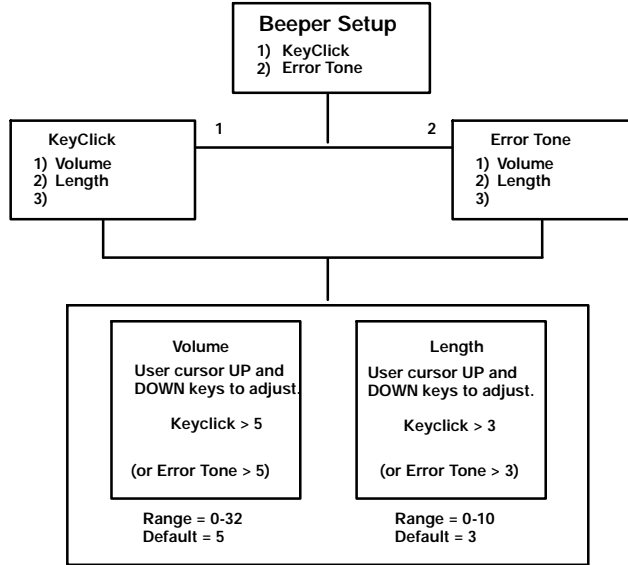 Beeper Setup
1) KeyClick
2) Error Tone
1
2
KeyClick
1) Volume
2) Length
3)
Error Tone
1) Volume
2) Length
3)
Volume
User cursor UP and
DOWN keys to adjust.
Keyclick > 5
(or Error Tone > 5)
Range = 0-32
Default = 5
Length
User cursor UP and
DOWN keys to adjust.
Keyclick > 3
(or Error Tone > 3)
Range = 0-10
Default = 3